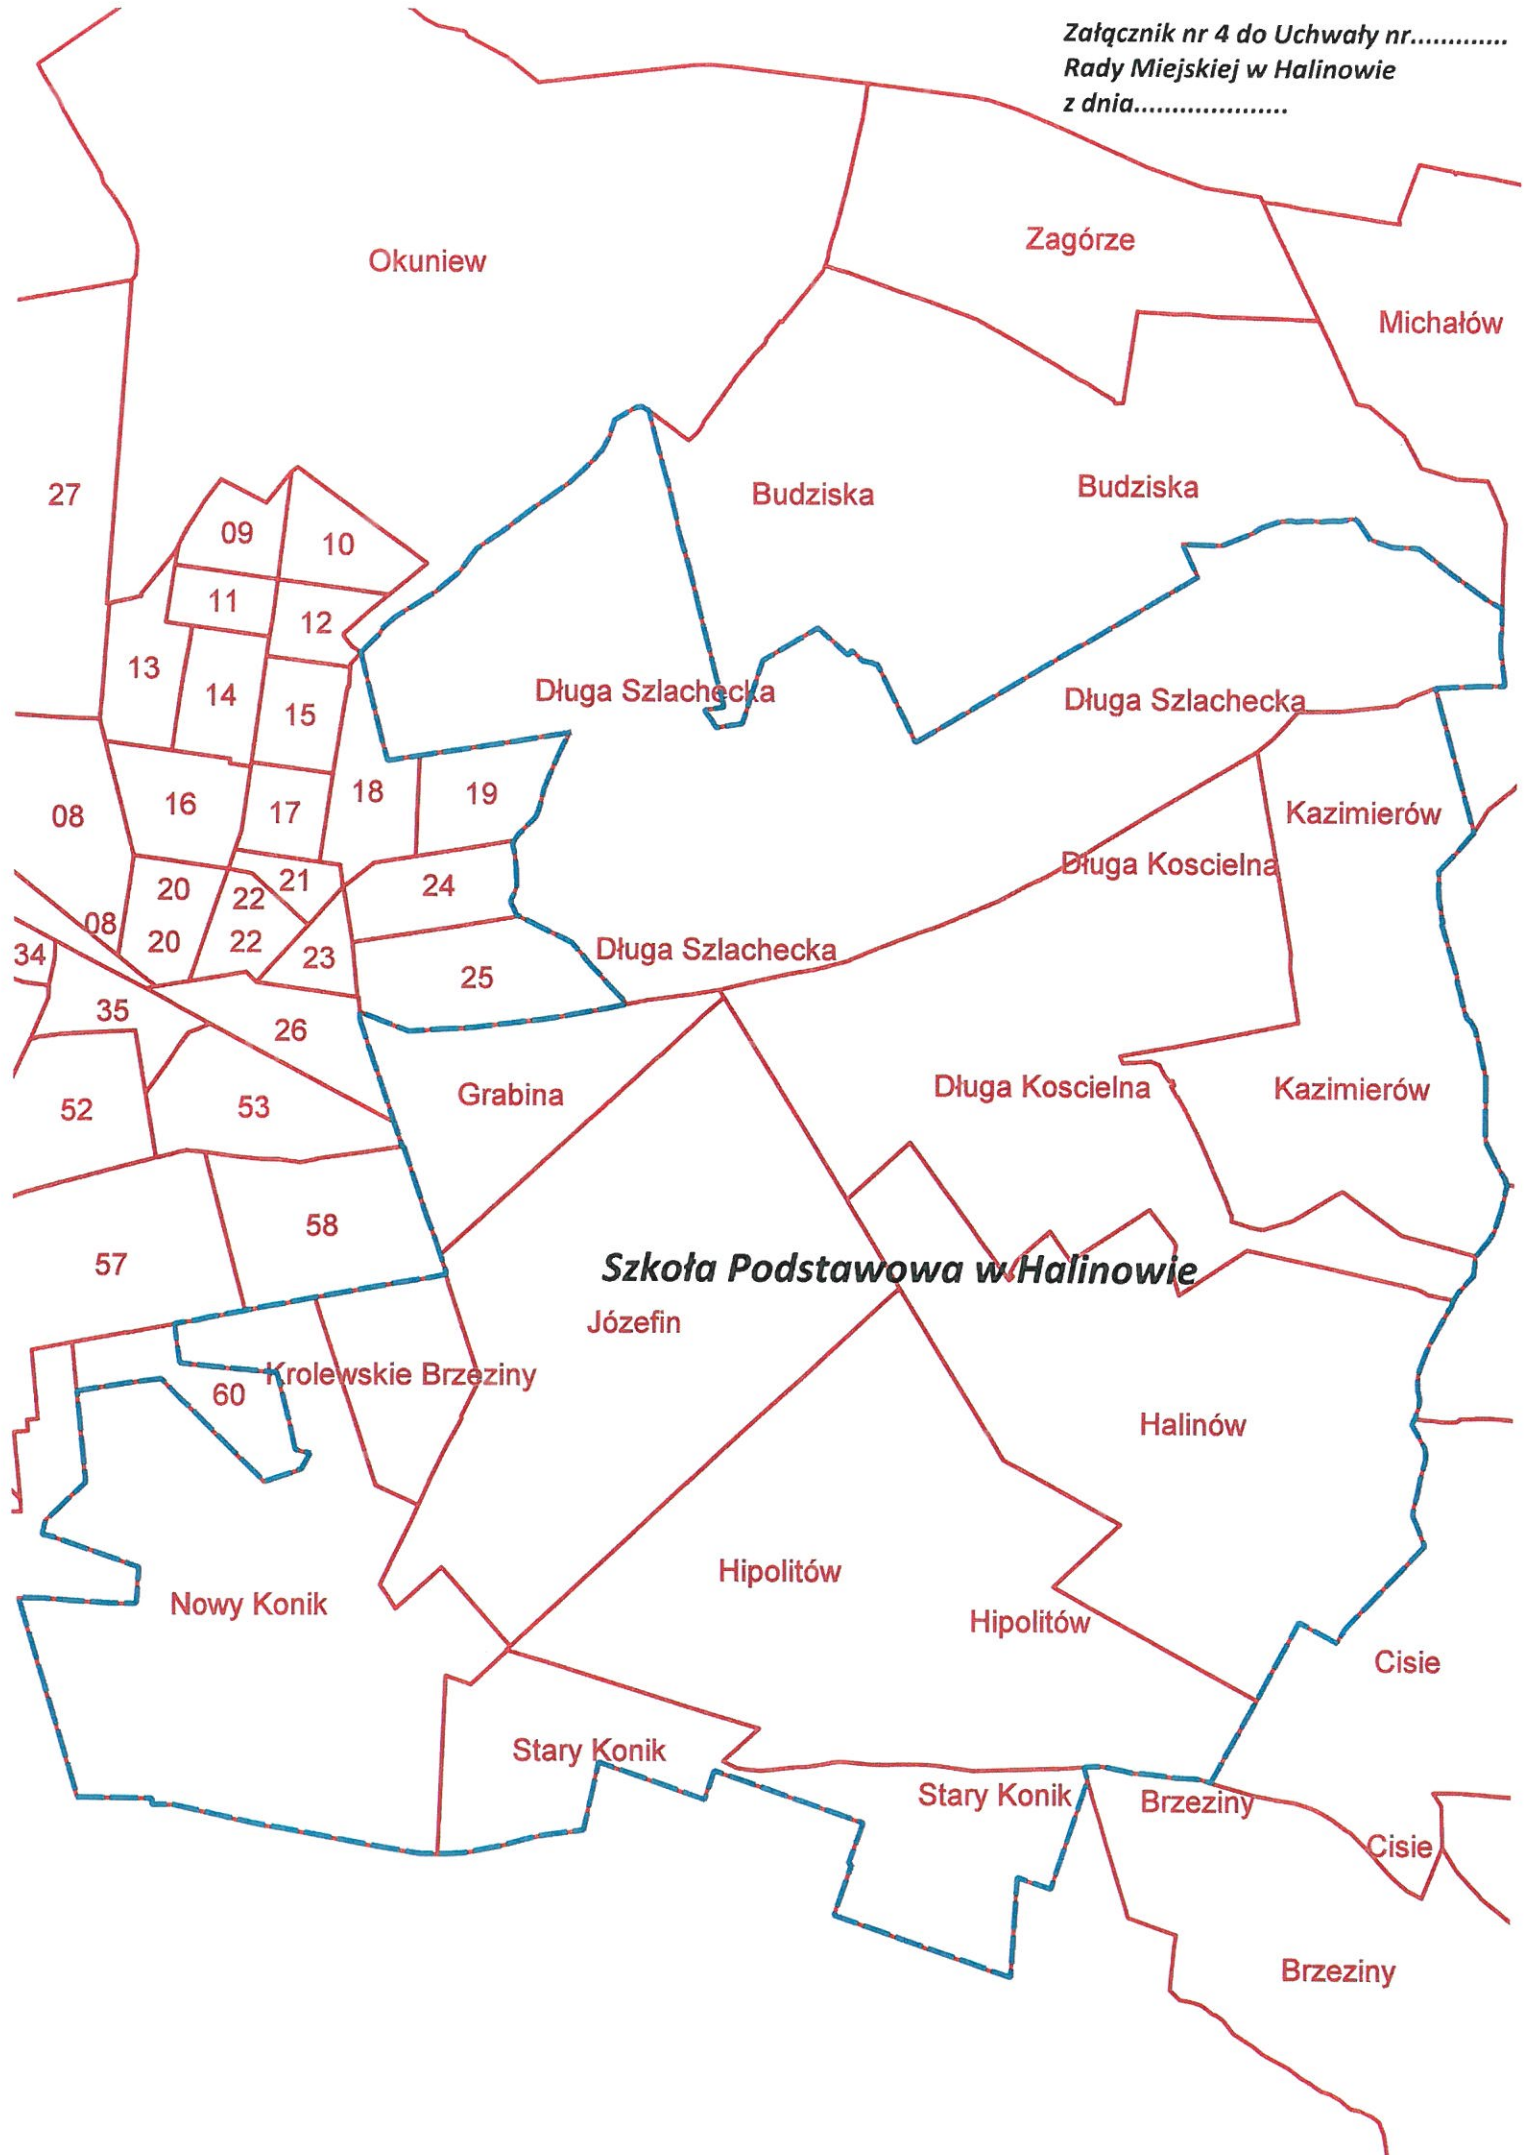 Załącznik nr 4 do Uchwały nr.............
Rady Miejskiej w Halinowie
z dnia.....................
Okuniew
Zagórze
Michałów
27
Budziska
Budziska
09
10
11
12
13
14
15
Długa Szlachecka
Długa Szlachecka
16
17
18
19
08
Kazimierów
Długa Koscielna
20
22
21
24
08
20
22
23
34
Długa Szlachecka
25
35
26
Grabina
Długa Koscielna
Kazimierów
52
53
57
58
Szkoła Podstawowa w Halinowie
Józefin
Krolewskie Brzeziny
60
Halinów
Nowy Konik
Hipolitów
Hipolitów
Cisie
Stary Konik
Stary Konik
Brzeziny
Cisie
Brzeziny